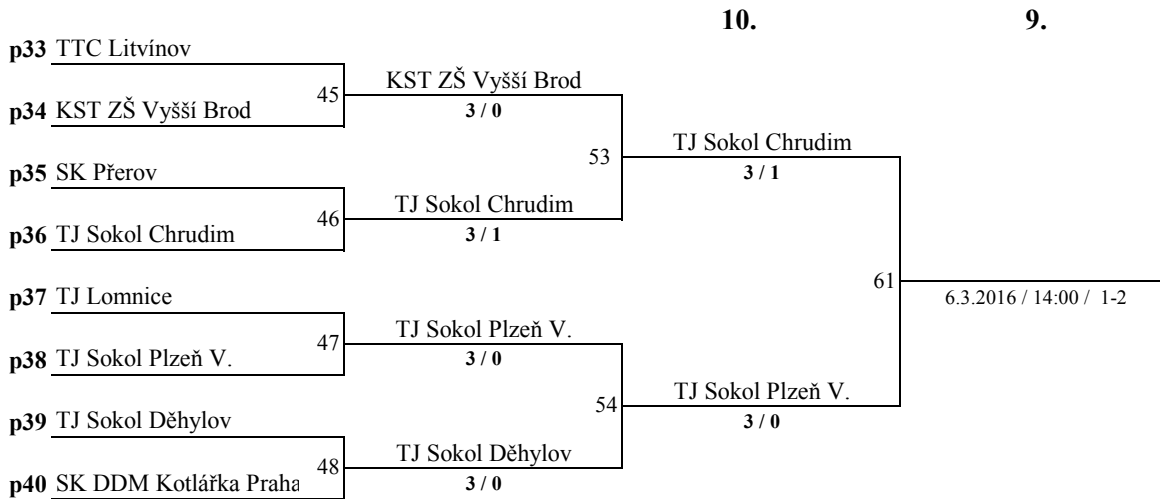 10. 9.
p33 TTC Litvínov
KST ZŠ Vyšší Brod
45
3 / 0
p34 KST ZŠ Vyšší Brod
TJ Sokol Chrudim
53
3 / 1
p35 SK Přerov
TJ Sokol Chrudim
46
3 / 1
p36 TJ Sokol Chrudim
61
6.3.2016 / 14:00 / 1-2
p37 TJ Lomnice
TJ Sokol Plzeň V.
47
3 / 0
p38 TJ Sokol Plzeň V.
TJ Sokol Plzeň V.
54
3 / 0
p39 TJ Sokol Děhylov
TJ Sokol Děhylov
48
3 / 0
p40 SK DDM Kotlářka Praha